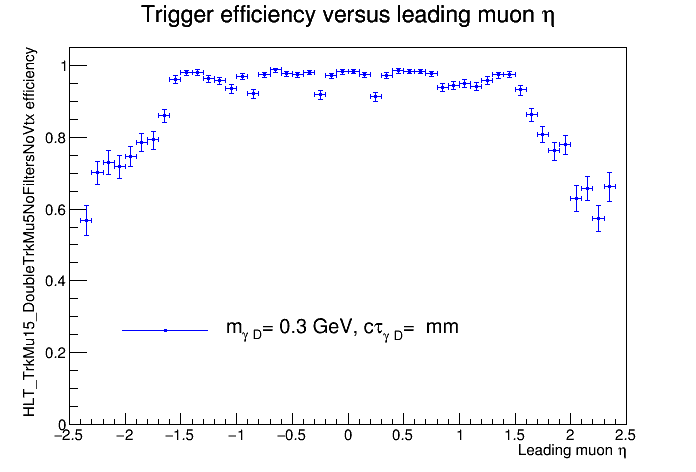 Trigger efficiency versus leading muon η
HLT_TrkMu15_DoubleTrkMu5NoFiltersNoVtx efficiency
1
0.8
0.6
0.4
0.2
0
m_γ D= 0.3 GeV, cτ_γ D= mm
−2.5 −2 −1.5 −1 −0.5 0 0.5 1 1.5 2 2.5
Leading muon η